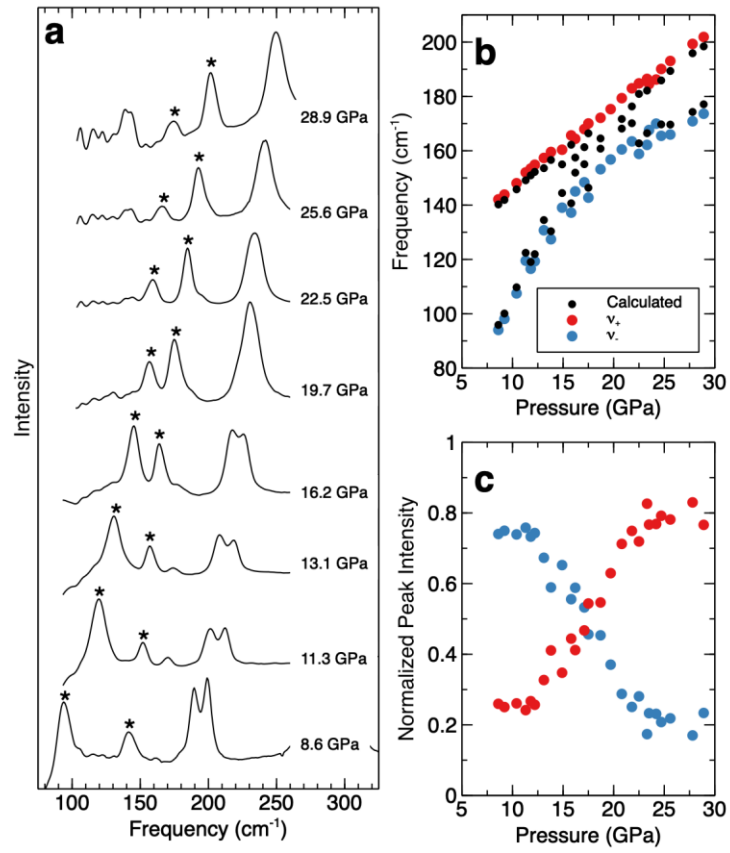 a
Intensity
*
*
28.9 GPa
*
*
25.6 GPa
*
*
22.5 GPa
*
*
19.7 GPa
*
*
16.2 GPa
*
*
13.1 GPa
*
*
11.3 GPa
*
*
8.6 GPa
100 150 200 250 300
Frequency (cm⁻¹)
b
Frequency (cm⁻¹)
200
180
160
140
120
100
80
Calculated
ν₊
ν₋
5 10 15 20 25 30
Pressure (GPa)
c
Normalized Peak Intensity
1
0.8
0.6
0.4
0.2
0
5 10 15 20 25 30
Pressure (GPa)